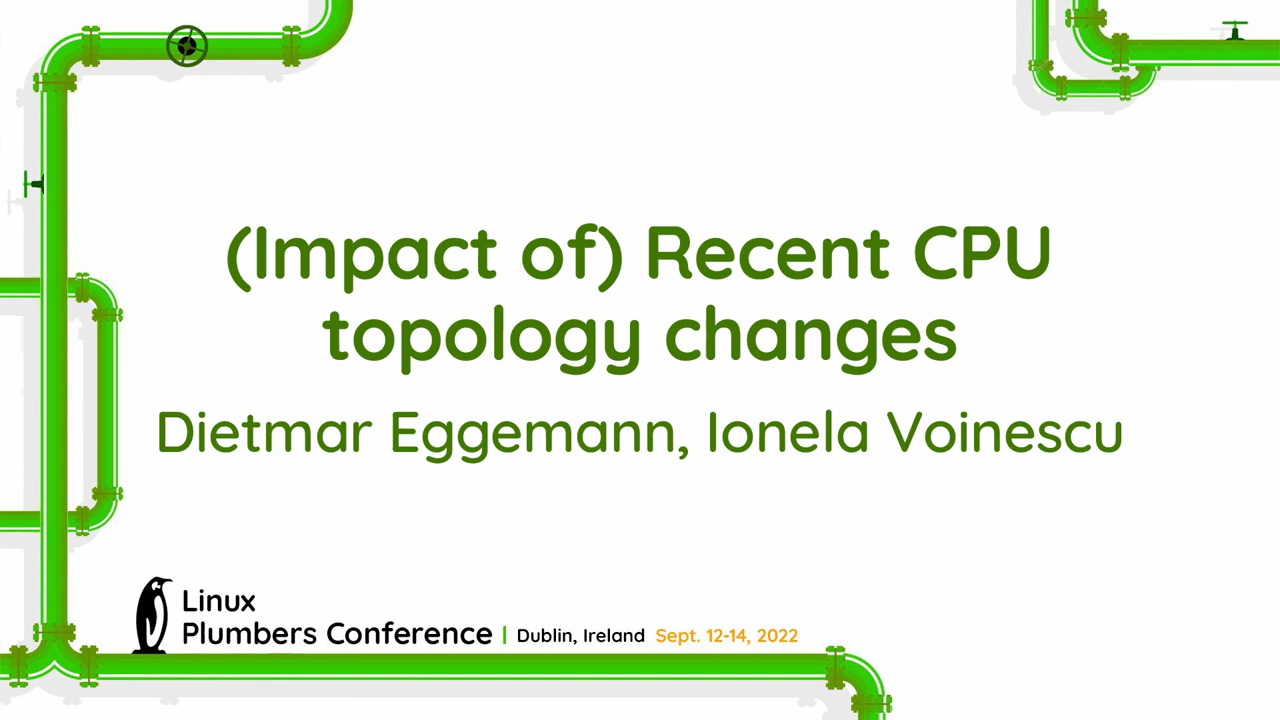 (Impact of) Recent CPU
topology changes
Dietmar Eggemann, Ionela Voinescu
Linux
Plumbers Conference | Dublin, Ireland Sept. 12-14, 2022